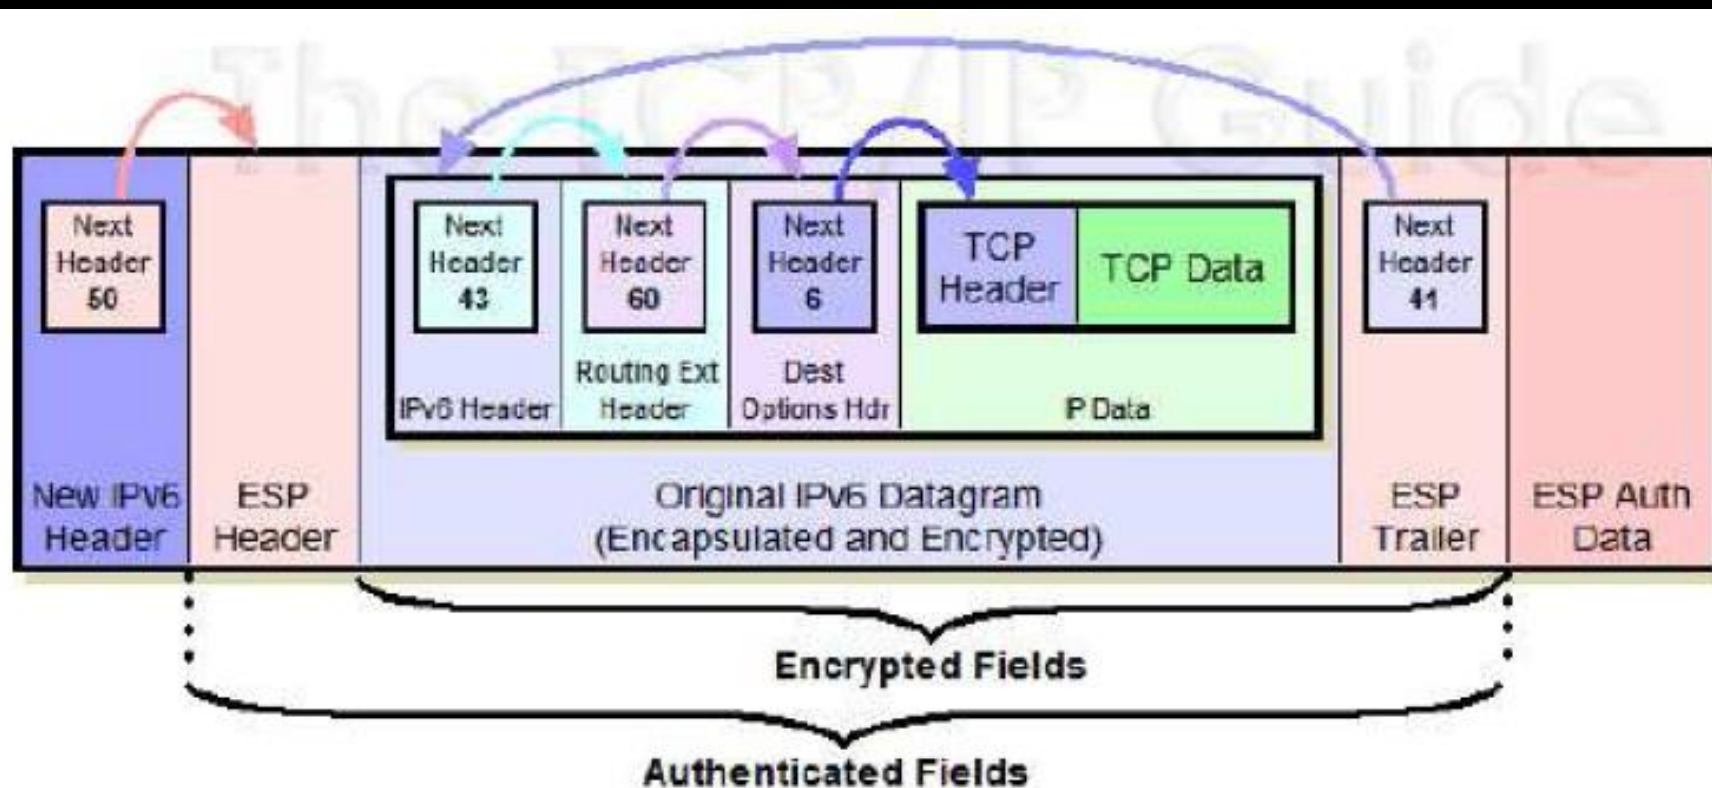 The TCP/IP Guide
Next
Header
50
Next
Header
43
Next
Header
60
Next
Header
6
TCP
Header
TCP Data
Next
Header
41
IPv6 Header
Routing Ext
Header
Dest
Options Hdr
IP Data
New IPv6
Header
ESP
Header
Original IPv6 Datagram
(Encapsulated and Encrypted)
ESP
Trailer
ESP Auth
Data
Encrypted Fields
Authenticated Fields